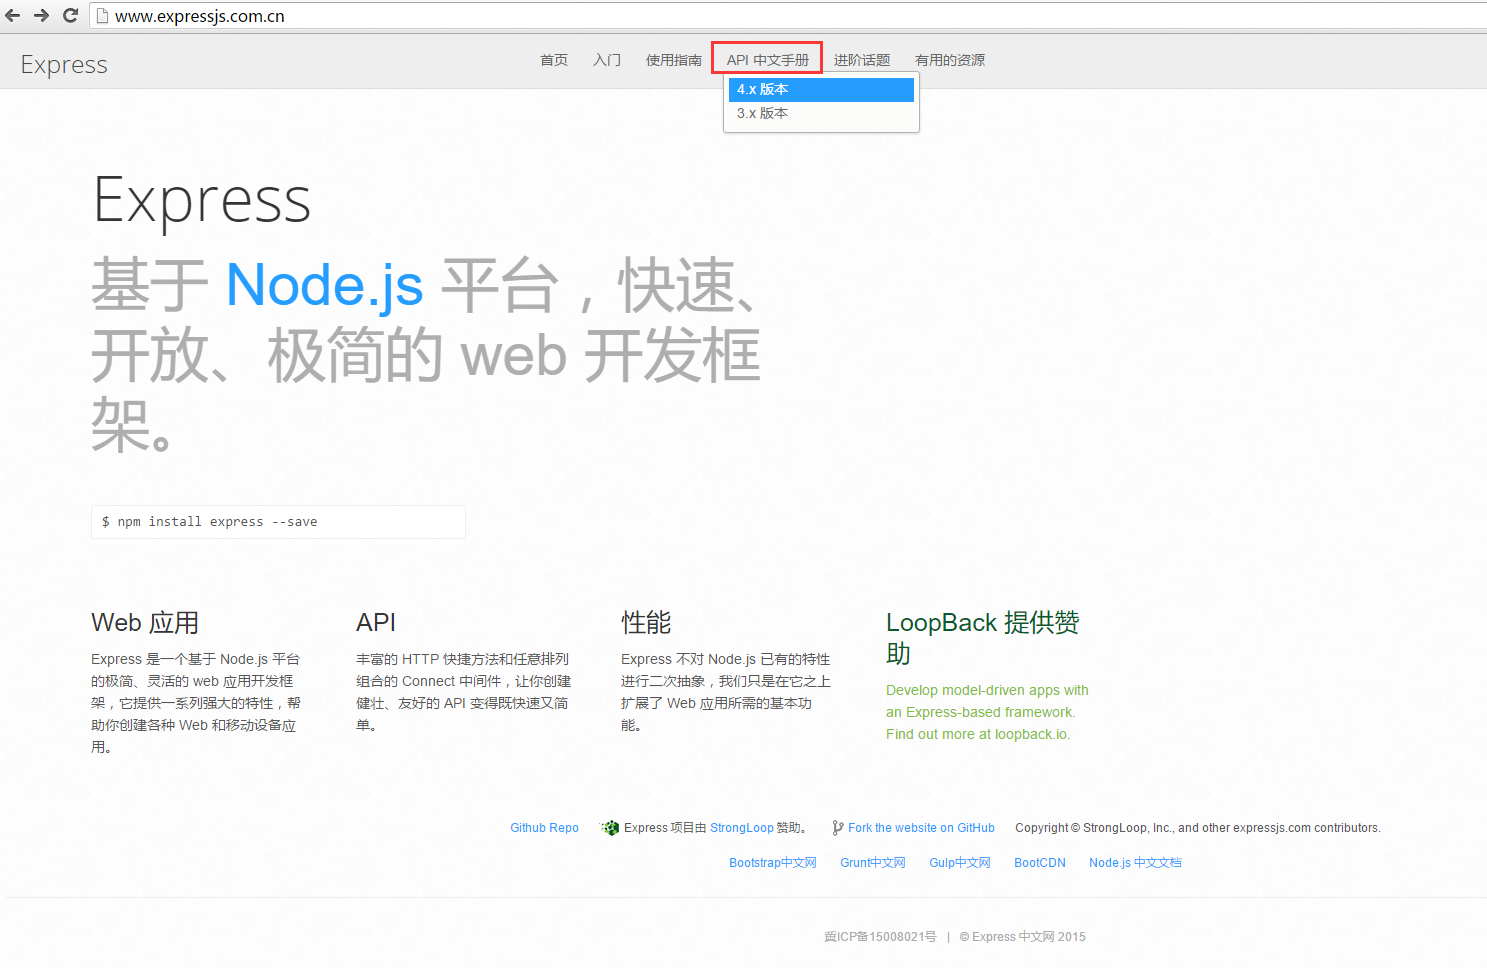 www.expressjs.com.cn
Express
首页 入门 使用指南 API 中文手册 进阶话题 有用的资源
4.x 版本
3.x 版本
Express
基于 Node.js 平台，快速、
开放、极简的 web 开发框
架。
$ npm install express --save
Web 应用
Express 是一个基于 Node.js 平台
的极简、灵活的 web 应用开发框
架，它提供一系列强大的特性，帮
助你创建各种 Web 和移动设备应
用。
API
丰富的 HTTP 快捷方法和任意排列
组合的 Connect 中间件，让你创建
健壮、友好的 API 变得既快速又简
单。
性能
Express 不对 Node.js 已有的特性
进行二次抽象，我们只是在它之上
扩展了 Web 应用所需的基本功
能。
LoopBack 提供赞
助
Develop model-driven apps with
an Express-based framework.
Find out more at loopback.io.
Github Repo Express 项目由 StrongLoop 赞助。 Fork the website on GitHub Copyright © StrongLoop, Inc., and other expressjs.com contributors.
Bootstrap中文网 Grunt中文网 Gulp中文网 BootCDN Node.js 中文文档
冀ICP备15008021号 | © Express 中文网 2015